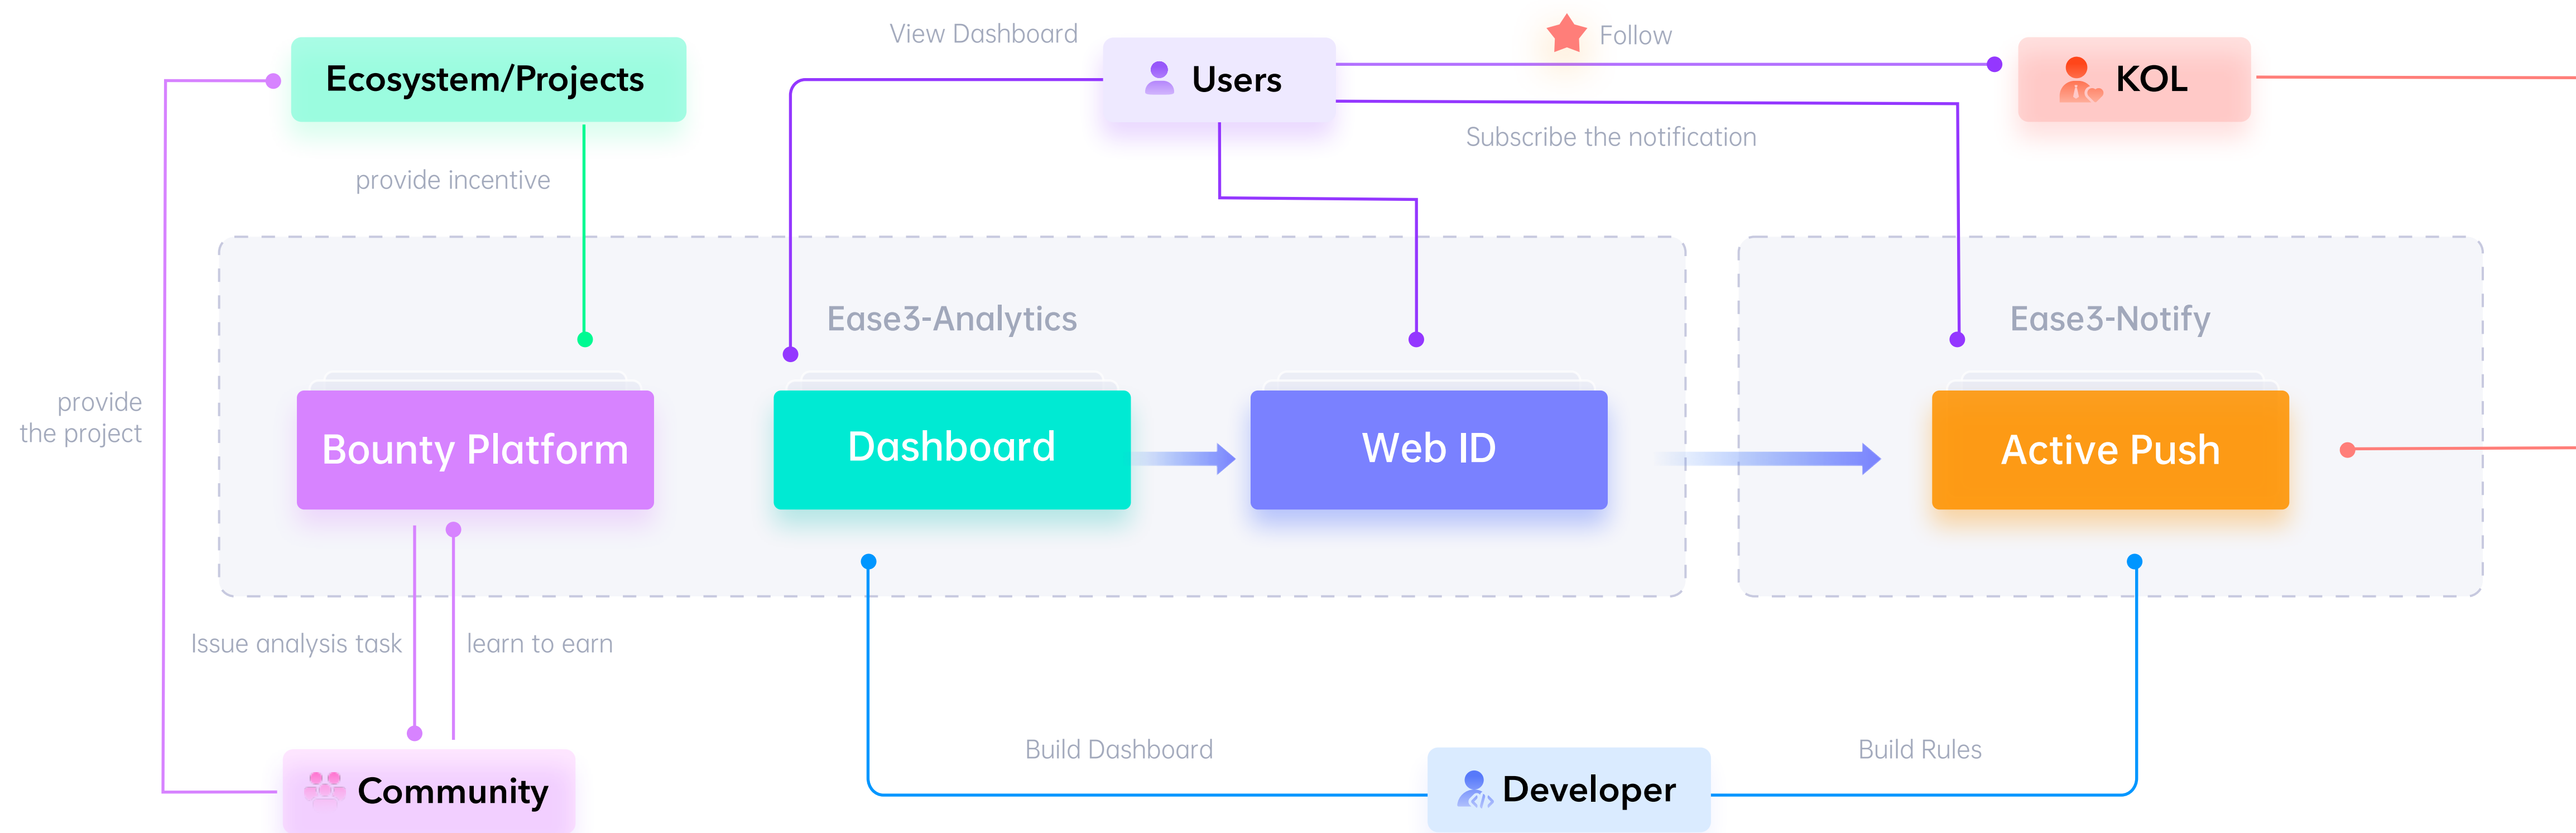 View Dashboard
Follow
Ecosystem/Projects
Users
KOL
Subscribe the notification
provide incentive
Ease3-Analytics
Ease3-Notify
provide
the project
Bounty Platform
Dashboard
Web ID
Active Push
Issue analysis task
learn to earn
Build Dashboard
Build Rules
Community
Developer